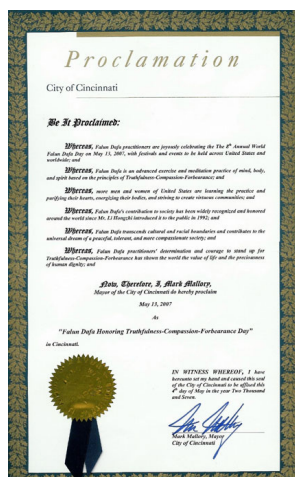 Proclamation
City of Cincinnati
Be It Proclaimed:
Whereas, Falun Dafa practitioners are joyously celebrating the The 8th Annual World
Falun Dafa Day on May 13, 2007, with festivals and events to be held across United States and
worldwide; and
Whereas, Falun Dafa is an advanced exercise and meditation practice of mind, body,
and spirit based on the principles of Truthfulness-Compassion-Forbearance; and
Whereas, more men and women of United States are learning the practice and
purifying their hearts, energizing their bodies, and striving to create virtuous communities; and
Whereas, Falun Dafa's contribution to society has been widely recognized and honored
around the world since Mr. Li Hongzhi introduced it to the public in 1992; and
Whereas, Falun Dafa transcends cultural and racial boundaries and contributes to the
universal dream of a peaceful, tolerant, and more compassionate society; and
Whereas, Falun Dafa practitioners' determination and courage to stand up for
Truthfulness-Compassion-Forbearance has shown the world the value of life and the preciousness
of human dignity; and
Now, Therefore, I, Mark Mallory,
Mayor of the City of Cincinnati do hereby proclaim
May 13, 2007
As
"Falun Dafa Honoring Truthfulness-Compassion-Forbearance Day"
in Cincinnati.
IN WITNESS WHEREOF, I have
hereunto set my hand and caused this seal
of the City of Cincinnati to be affixed this
4th day of May in the year Two Thousand
and Seven.
Mark Mallory, Mayor
City of Cincinnati